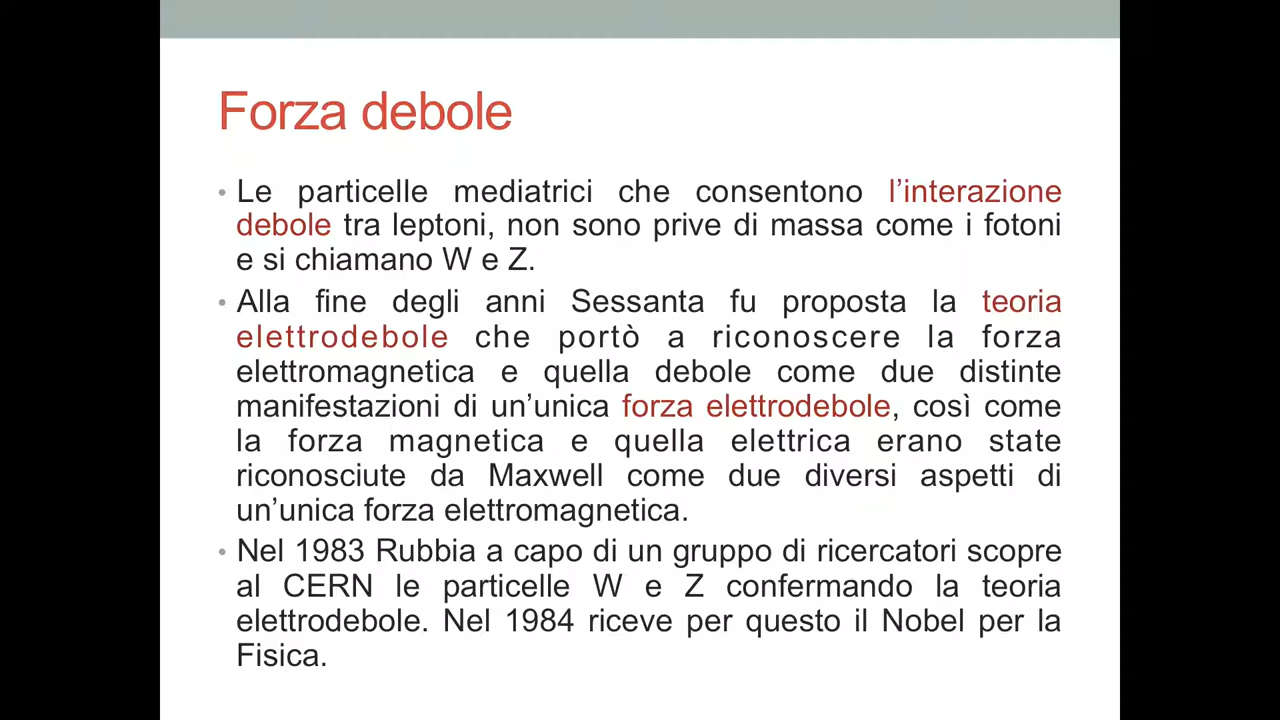 Forza debole
• Le particelle mediatrici che consentono l’interazione
debole tra leptoni, non sono prive di massa come i fotoni
e si chiamano W e Z.
• Alla fine degli anni Sessanta fu proposta la teoria
elettrodebole che portò a riconoscere la forza
elettromagnetica e quella debole come due distinte
manifestazioni di un’unica forza elettrodebole, così come
la forza magnetica e quella elettrica erano state
riconosciute da Maxwell come due diversi aspetti di
un’unica forza elettromagnetica.
• Nel 1983 Rubbia a capo di un gruppo di ricercatori scopre
al CERN le particelle W e Z confermando la teoria
elettrodebole. Nel 1984 riceve per questo il Nobel per la
Fisica.